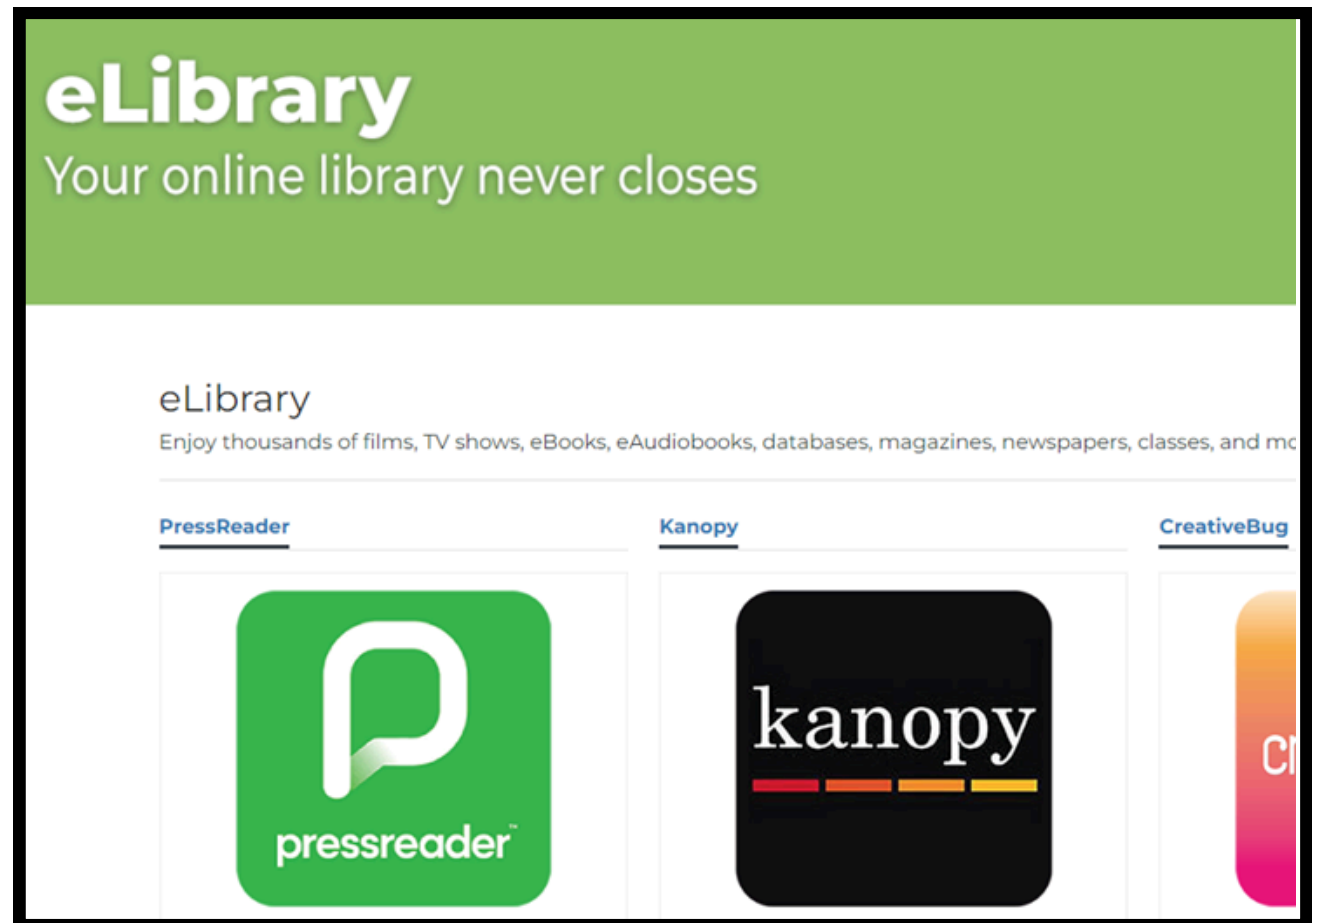 eLibrary
Your online library never closes
eLibrary
Enjoy thousands of films, TV shows, eBooks, eAudiobooks, databases, magazines, newspapers, classes, and
PressReader
Kanopy
CreativeBug
pressreader™
kanopy